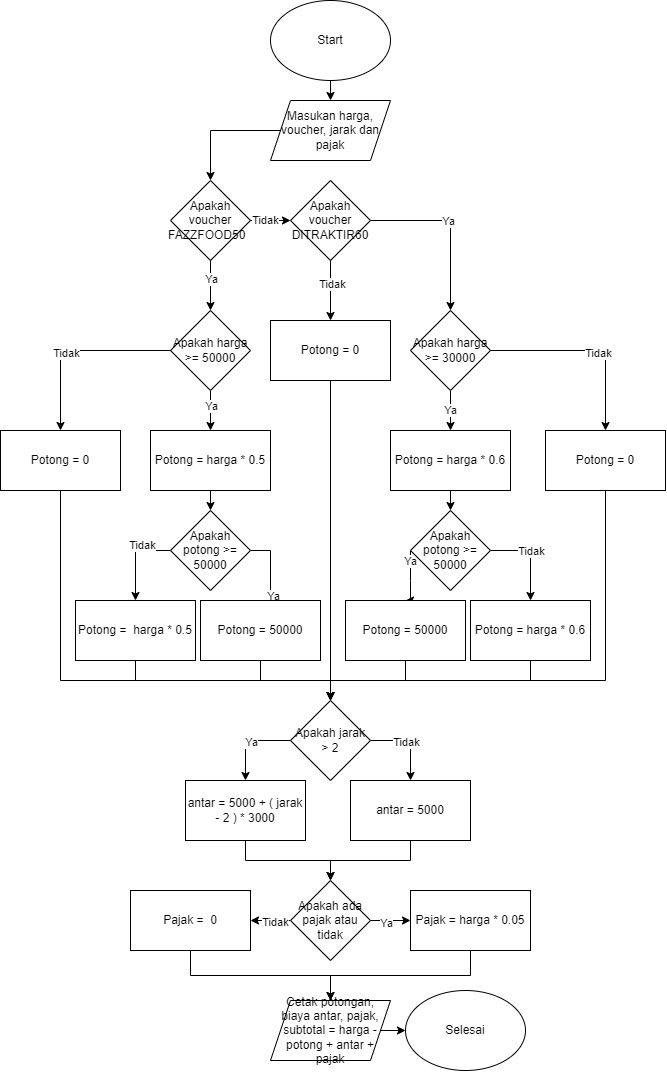 Start
Masukan harga,
voucher, jarak dan
pajak
Apakah
voucher
FAZZFOOD50
Tidak
Apakah
voucher
DITRAKTIR60
Ya
Ya
Tidak
Apakah harga
>= 50000
Tidak
Potong = 0
Apakah harga
>= 30000
Tidak
Ya
Ya
Potong = 0
Potong = harga * 0.5
Potong = harga * 0.6
Potong = 0
Apakah
potong >=
50000
Tidak
Ya
Apakah
potong >=
50000
Ya
Tidak
Potong =  harga * 0.5
Potong = 50000
Potong = 50000
Potong = harga * 0.6
Apakah jarak
> 2
Ya
Tidak
antar = 5000 + ( jarak
- 2 ) * 3000
antar = 5000
Apakah ada
pajak atau
tidak
Tidak
Ya
Pajak =  0
Pajak = harga * 0.05
Cetak potongan,
biaya antar, pajak,
subtotal = harga -
potong + antar +
pajak
Selesai